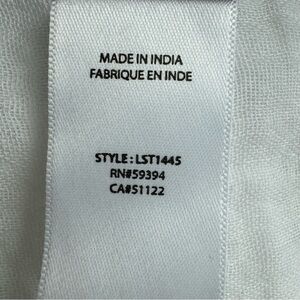 MADE IN INDIA
FABRIQUE EN INDE
STYLE : LST1445
RN#59394
CA#51122